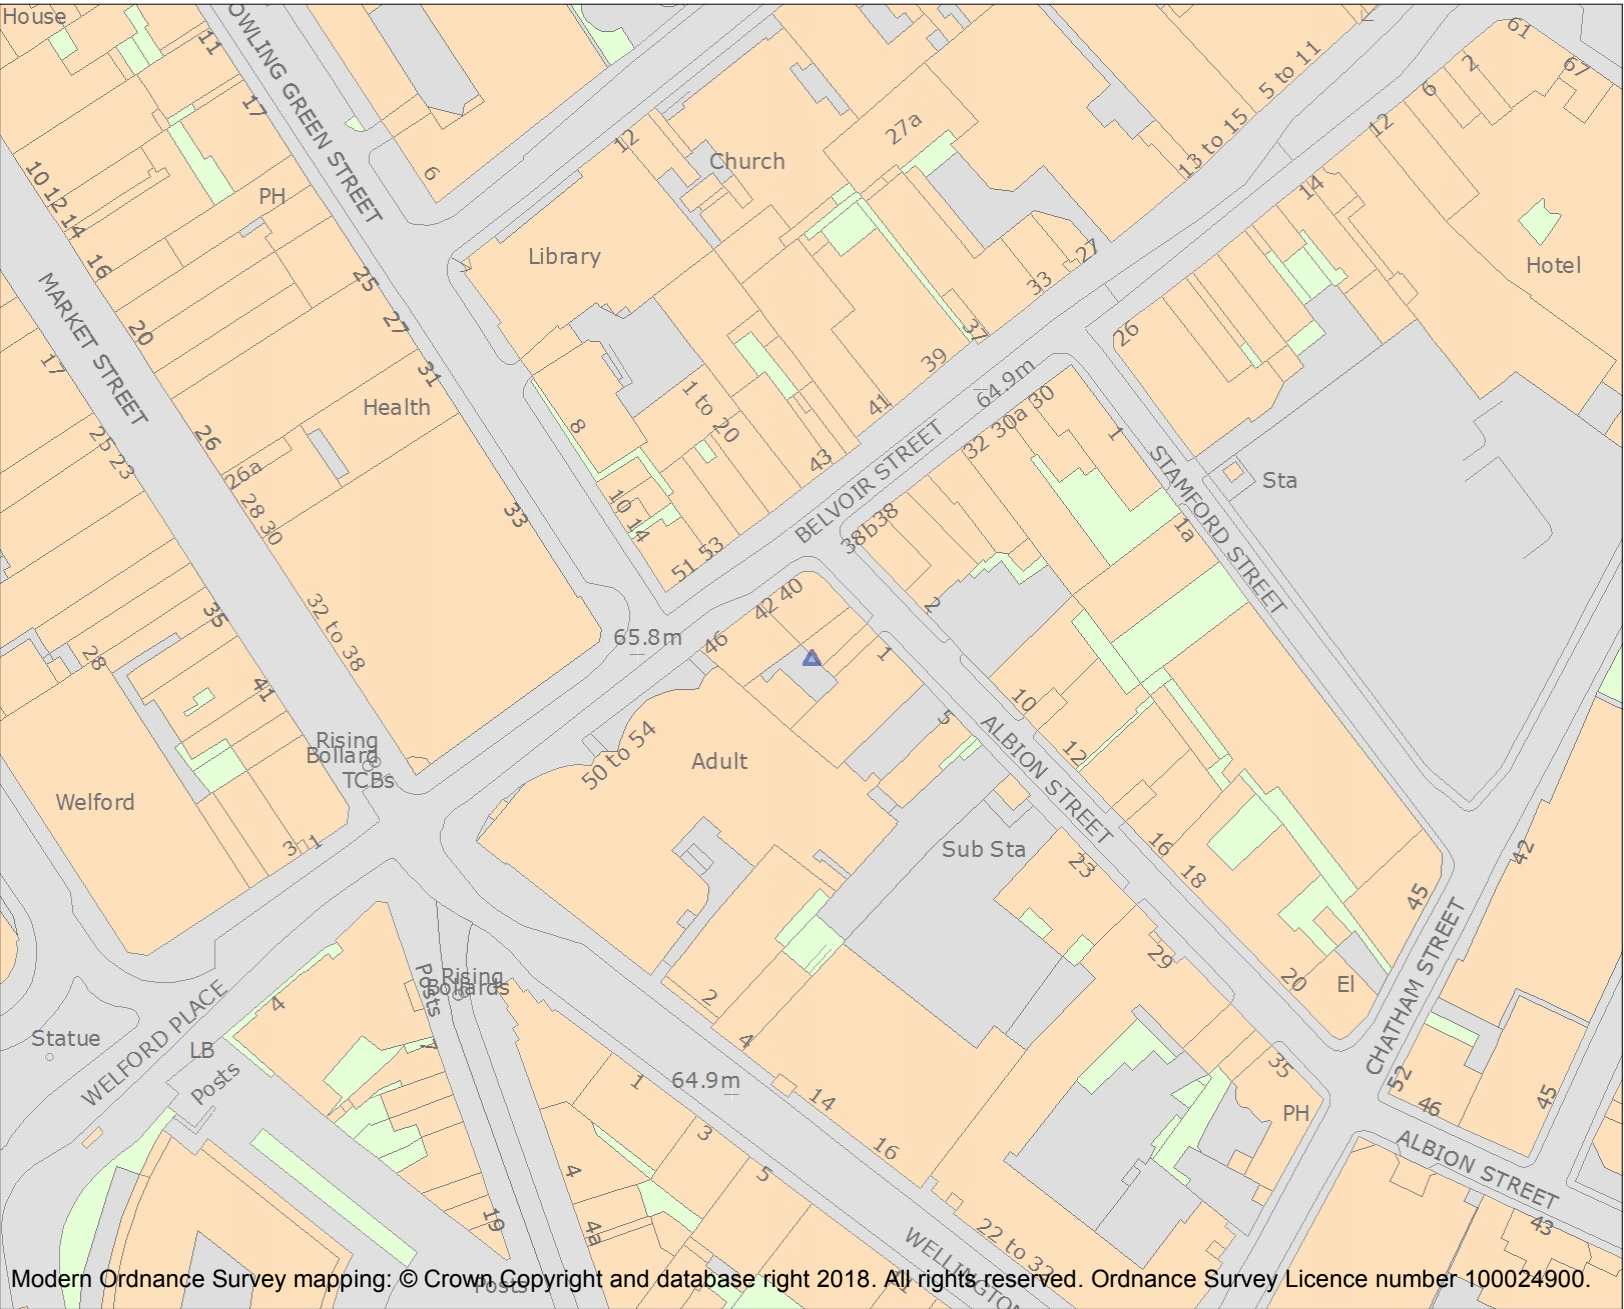 House
OWLING GREEN STREET
11
17
6
12
Church
27a
5 to 11
13 to 15
61
67
2
6
12
14
10 12 14
PH
16
25
Library
27
33
37
Hotel
MARKET STREET
20
17
27
31
26
39
64.9m
41
30
30a
32
Health
8
1 to 20
43
BELVOIR STREET
1
STAMFORD STREET
Sta
25 23
26
26a
28 30
33
10 14
38b38
1a
51 53
2
42 40
35
32 to 38
65.8m
46
1
28
41
10
5
ALBION STREET
12
Rising
Bollard
TCBs
50 to 54
Adult
Welford
3 1
Sub Sta
16
18
23
42
45
CHATHAM STREET
29
20
El
WELFORD PLACE
4
Posts
Rising
Bollards
2
4
Statue
LB
Posts
7
1
64.9m
14
35
PH
52
46
45
3
5
16
ALBION STREET
43
4
4a
19
22 to 32
WELLINGTON
Posts
11
Modern Ordnance Survey mapping: © Crown Copyright and database right 2018. All rights reserved. Ordnance Survey Licence number 100024900.